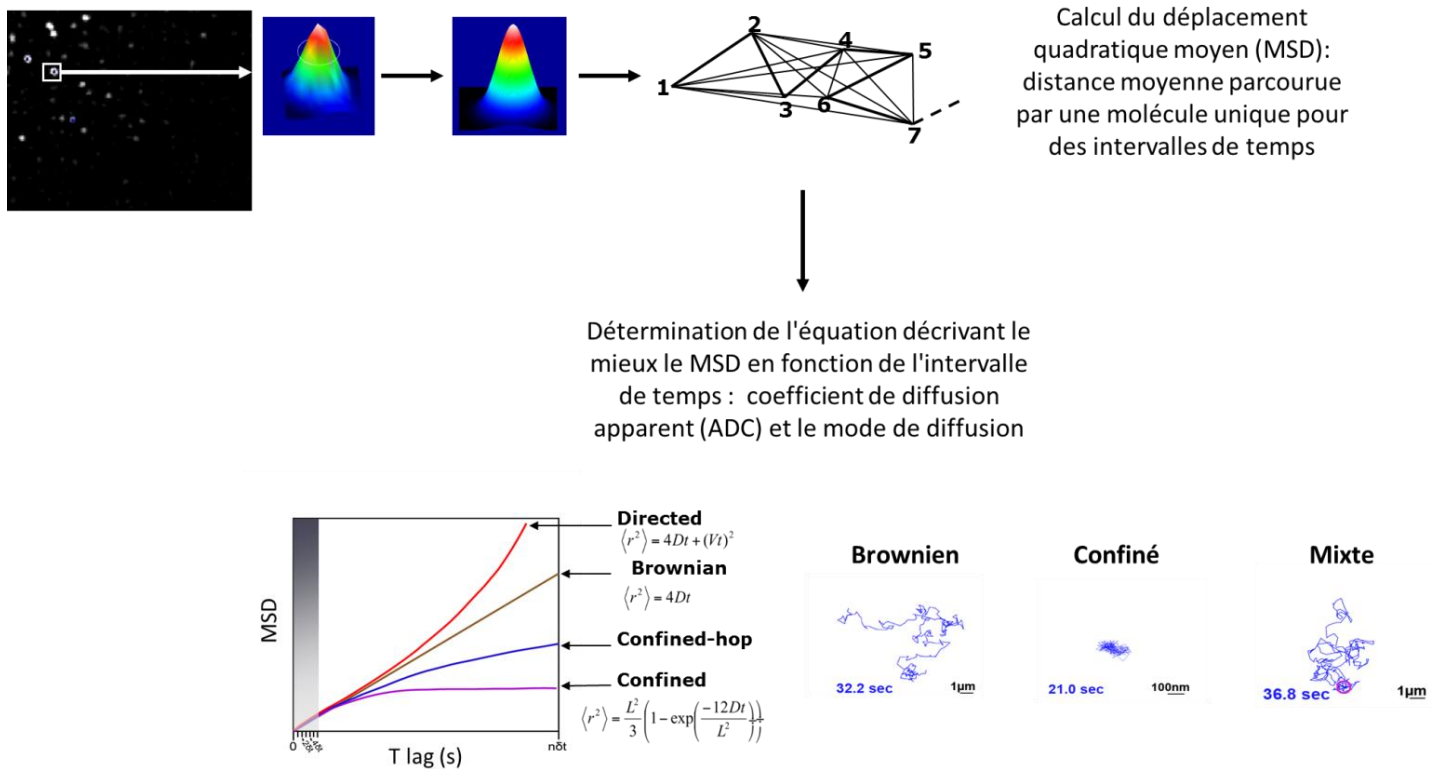 Calcul du déplacement
quadratique moyen (MSD):
distance moyenne parcourue
par une molécule unique pour
des intervalles de temps
1
2
3
4
5
6
7
Détermination de l'équation décrivant le
mieux le MSD en fonction de l'intervalle
de temps :  coefficient de diffusion
apparent (ADC) et le mode de diffusion
MSD
Directed
⟨r²⟩ = 4Dt + (Vt)²
Brownian
⟨r²⟩ = 4Dt
Confined-hop
Confined
⟨r²⟩ = L²/3 (1 − exp(−12Dt/L²))
0
2δt
4δt
nδt
T lag (s)
Brownien
32.2 sec
1µm
Confiné
21.0 sec
100nm
Mixte
36.8 sec
1µm